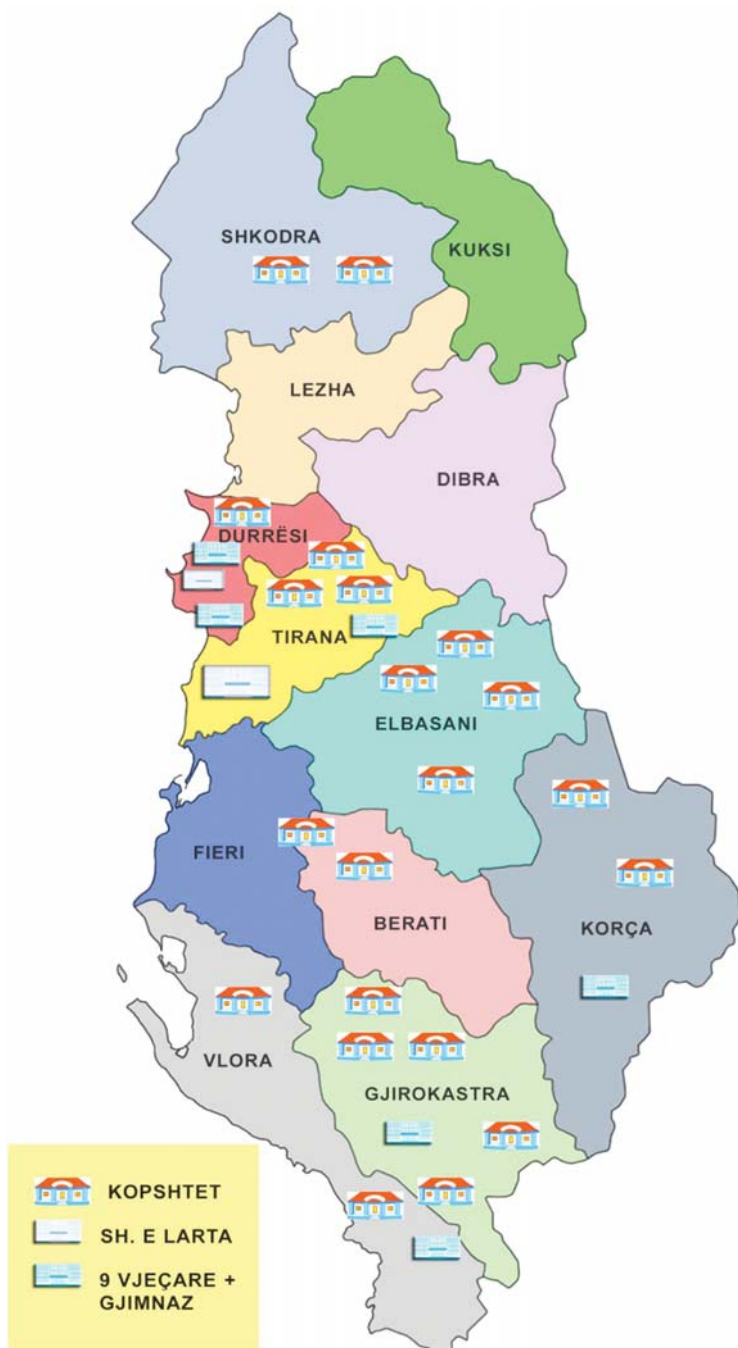 SHKODRA
KUKSI
LEZHA
DIBRA
DURRËSI
TIRANA
ELBASANI
FIERI
BERATI
KORÇA
VLORA
GJIROKASTRA
KOPSHTET
SH. E LARTA
9 VJEÇARE +
GJIMNAZ